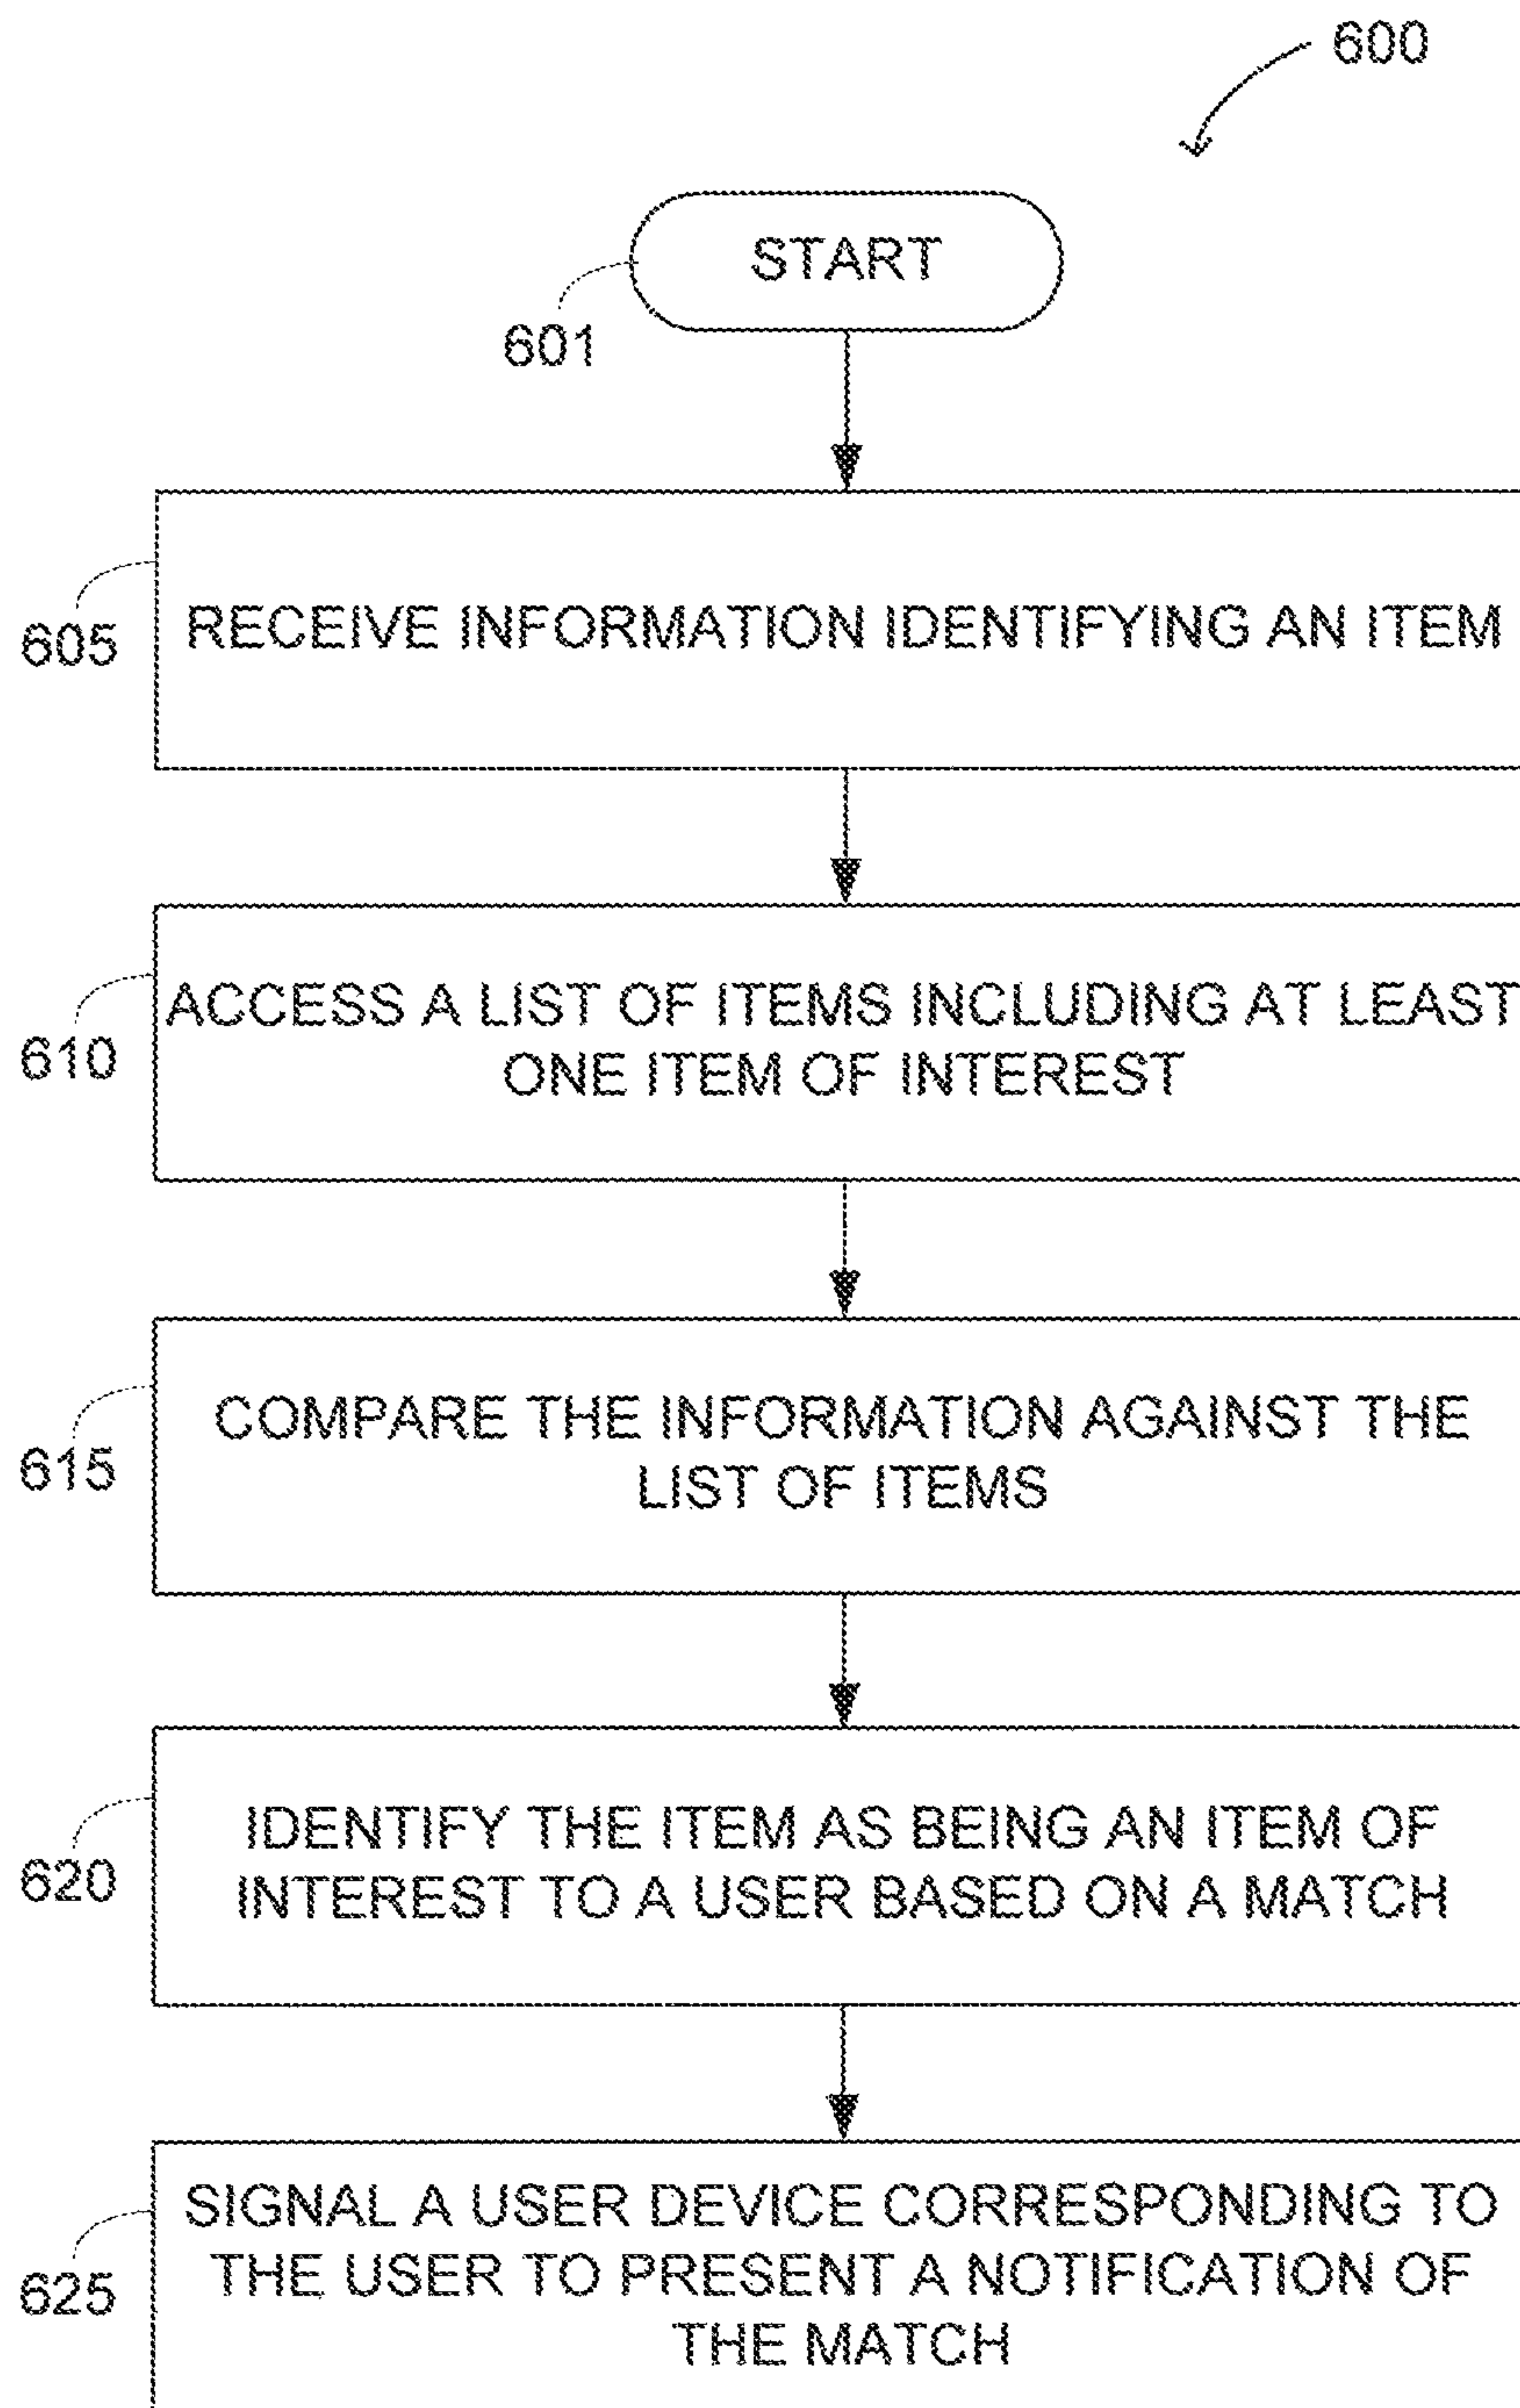 600
START
601
RECEIVE INFORMATION IDENTIFYING AN ITEM
605
ACCESS A LIST OF ITEMS INCLUDING AT LEAST
ONE ITEM OF INTEREST
610
COMPARE THE INFORMATION AGAINST THE
LIST OF ITEMS
615
IDENTIFY THE ITEM AS BEING AN ITEM OF
INTEREST TO A USER BASED ON A MATCH
620
SIGNAL A USER DEVICE CORRESPONDING TO
THE USER TO PRESENT A NOTIFICATION OF
THE MATCH
625